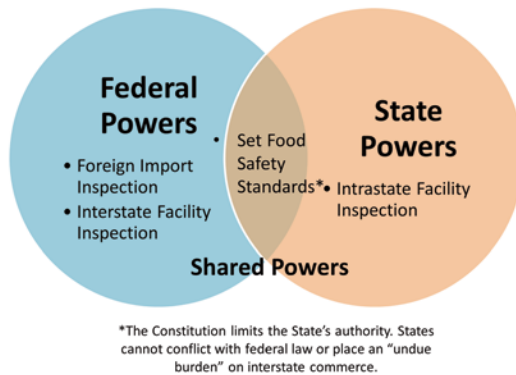 Federal
Powers
• Foreign Import
Inspection
• Interstate Facility
Inspection
• Set Food
Safety
Standards*
State
Powers
• Intrastate Facility
Inspection
Shared Powers
*The Constitution limits the State's authority. States
cannot conflict with federal law or place an "undue
burden" on interstate commerce.